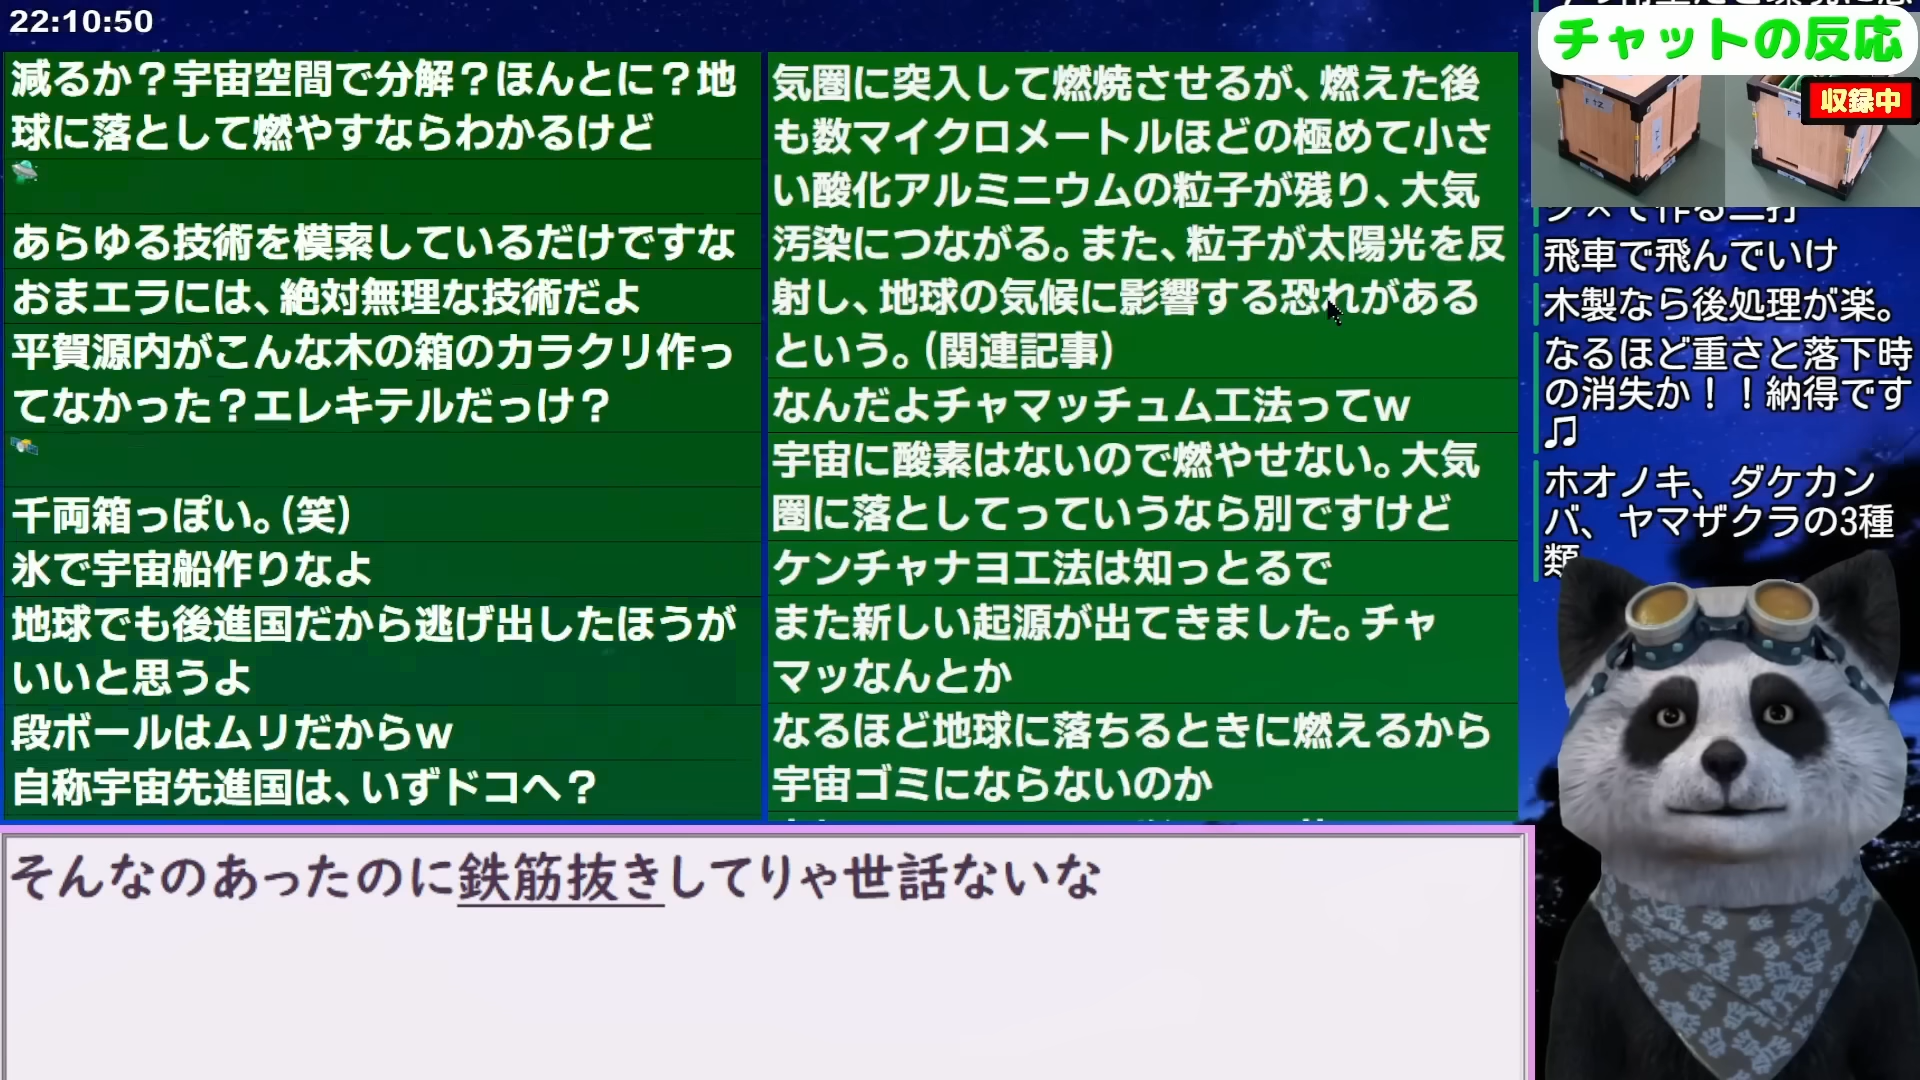 22:10:50
減るか？宇宙空間で分解？ほんとに？地
球に落として燃やすならわかるけど
あらゆる技術を模索しているだけですな
おまエラには、絶対無理な技術だよ
平賀源内がこんな木の箱のカラクリ作っ
てなかった？エレキテルだっけ？
千両箱っぽい。(笑)
氷で宇宙船作りなよ
地球でも後進国だから逃げ出したほうが
いいと思うよ
段ボールはムリだからw
自称宇宙先進国は、いずドコへ？
気圏に突入して燃焼させるが、燃えた後
も数マイクロメートルほどの極めて小さ
い酸化アルミニウムの粒子が残り、大気
汚染につながる。また、粒子が太陽光を反
射し、地球の気候に影響する恐れがある
という。(関連記事)
なんだよチャマッチュム工法ってw
宇宙に酸素はないので燃やせない。大気
圏に落としてっていうなら別ですけど
ケンチャナヨ工法は知っとるで
また新しい起源が出てきました。チャ
マッなんとか
なるほど地球に落ちるときに燃えるから
宇宙ゴミにならないのか
チャットの反応
収録中
飛車で飛んでいけ
木製なら後処理が楽。
なるほど重さと落下時
の消失か！！納得です
♫
ホオノキ、ダケカン
バ、ヤマザクラの3種
類
そんなのあったのに鉄筋抜きしてりゃ世話ないな